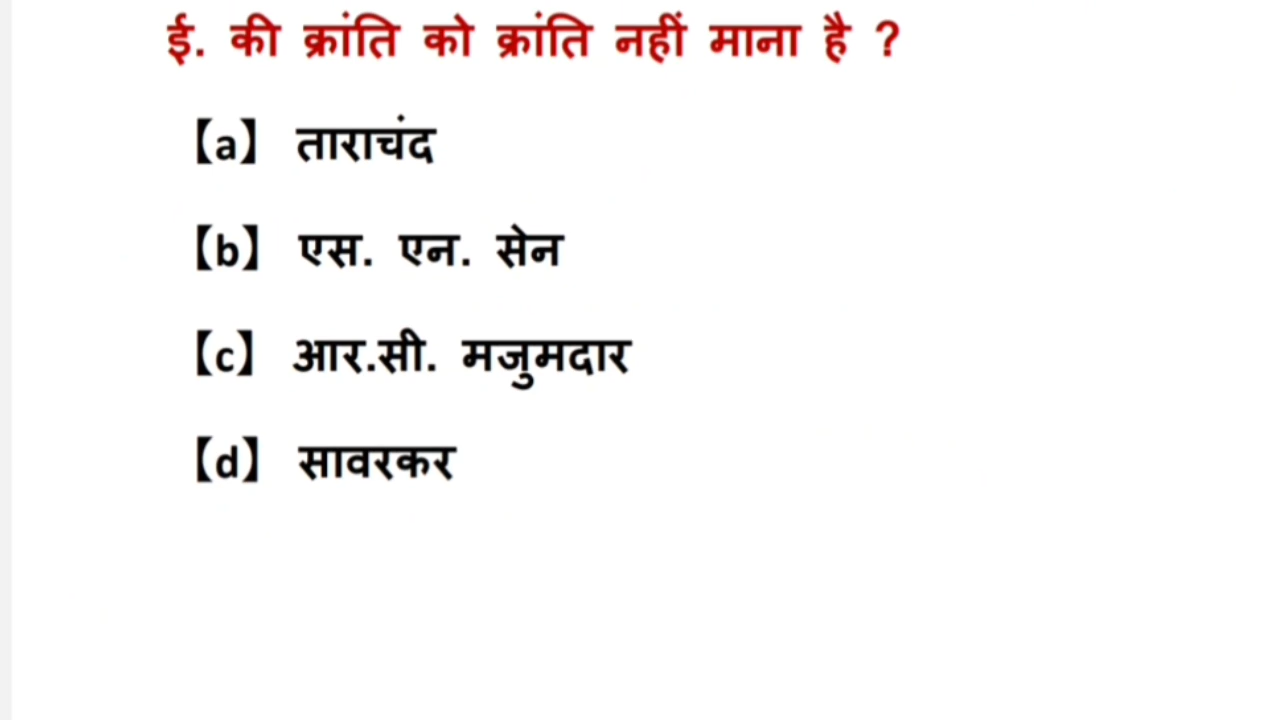 ई. की क्रांति को क्रांति नहीं माना है ?
【a】 ताराचंद
【b】 एस. एन. सेन
【c】 आर.सी. मजुमदार
【d】 सावरकर